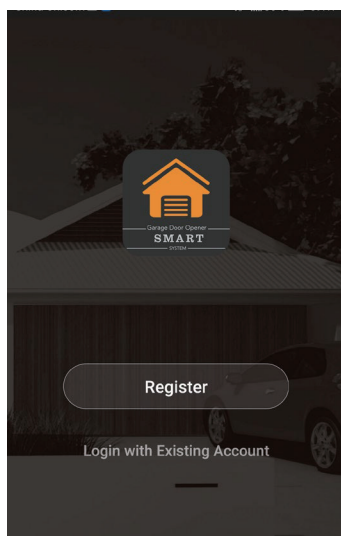 Garage Door Opener
SMART
SYSTEM
Register
Login with Existing Account